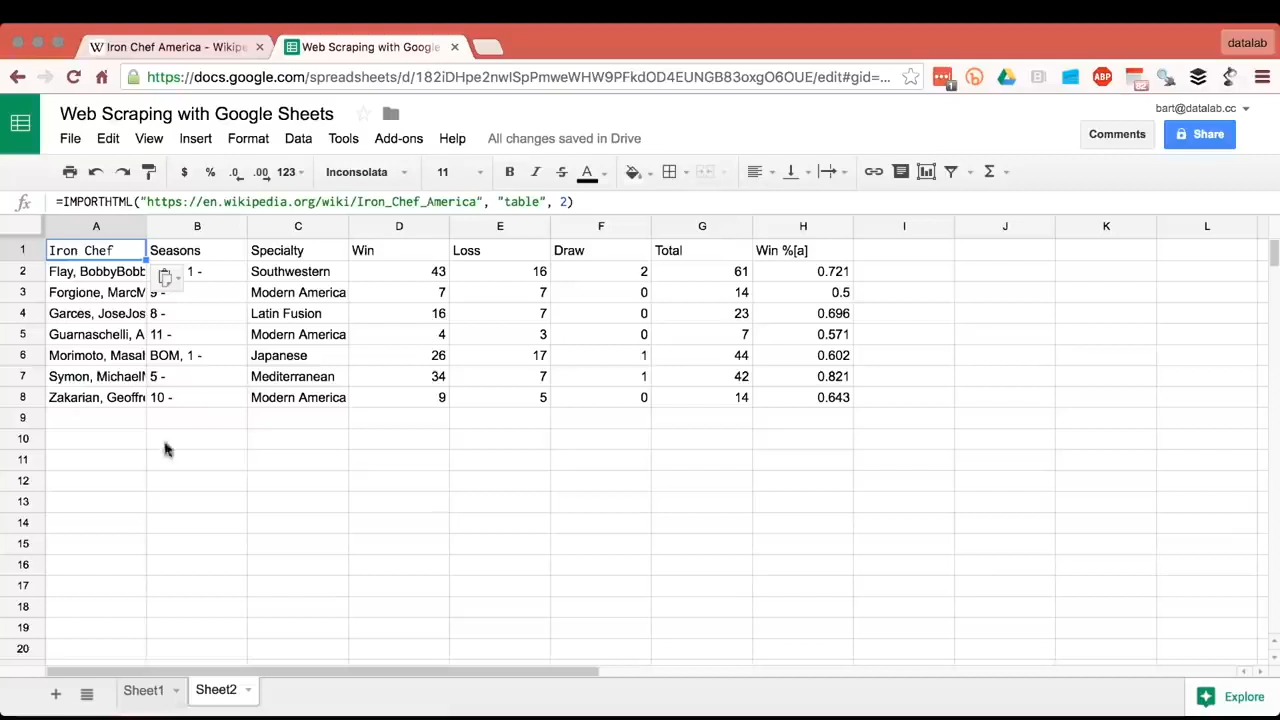 datalab
W Iron Chef America - Wikipe × Web Scraping with Google ×
https://docs.google.com/spreadsheets/d/182iDHpe2nwlSpPmweWHW9PFkdOD4EUNGB83oxgO6OUE/edit#gid=... 1 ABP 82
Web Scraping with Google Sheets bart@datalab.cc
File Edit View Insert Format Data Tools Add-ons Help All changes saved in Drive Comments Share
$ % .0 .00 123 Inconsolata 11 B I S A Σ
fx =IMPORTHTML("https://en.wikipedia.org/wiki/Iron_Chef_America", "table", 2)
A B C D E F G H I J K L
1 Iron Chef Seasons Specialty Win Loss Draw Total Win %[a]
2 Flay, BobbyBobb 1 - Southwestern 43 16 2 61 0.721
3 Forgione, MarcM 9 - Modern America 7 7 0 14 0.5
4 Garces, JoseJos 8 - Latin Fusion 16 7 0 23 0.696
5 Guarnaschelli, A 11 - Modern America 4 3 0 7 0.571
6 Morimoto, Masa BOM, 1 - Japanese 26 17 1 44 0.602
7 Symon, Michael 5 - Mediterranean 34 7 1 42 0.821
8 Zakarian, Geoffre 10 - Modern America 9 5 0 14 0.643
9
10
11
12
13
14
15
16
17
18
19
20
+ Sheet1 Sheet2 Explore